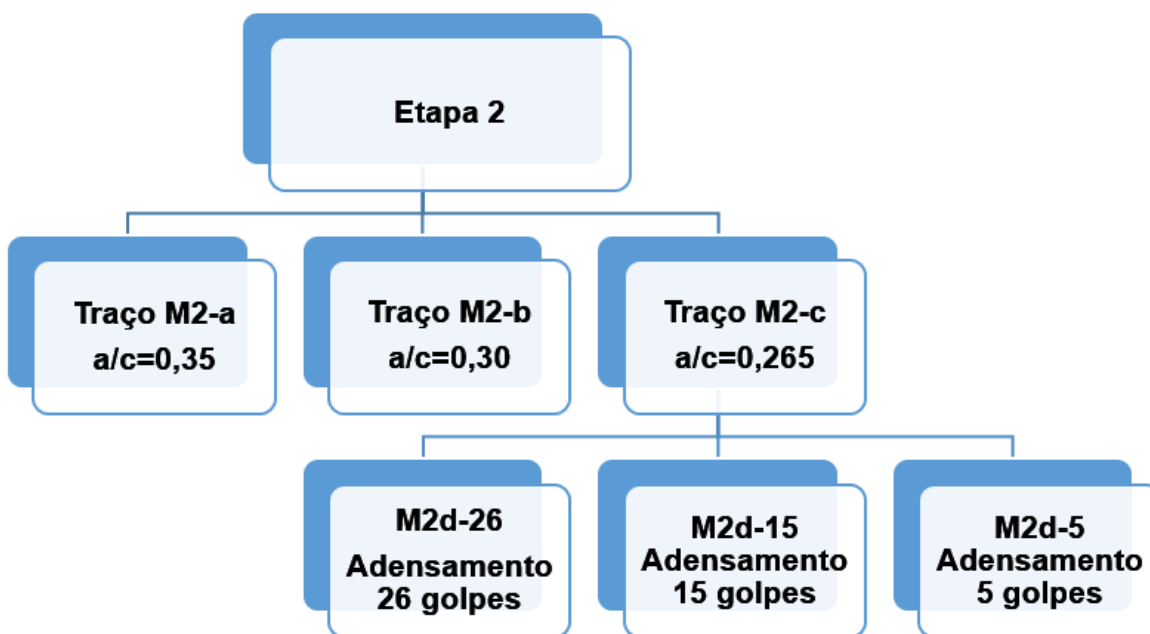 Etapa 2
Traço M2-a
a/c=0,35
Traço M2-b
a/c=0,30
Traço M2-c
a/c=0,265
M2d-26
Adensamento
26 golpes
M2d-15
Adensamento
15 golpes
M2d-5
Adensamento
5 golpes